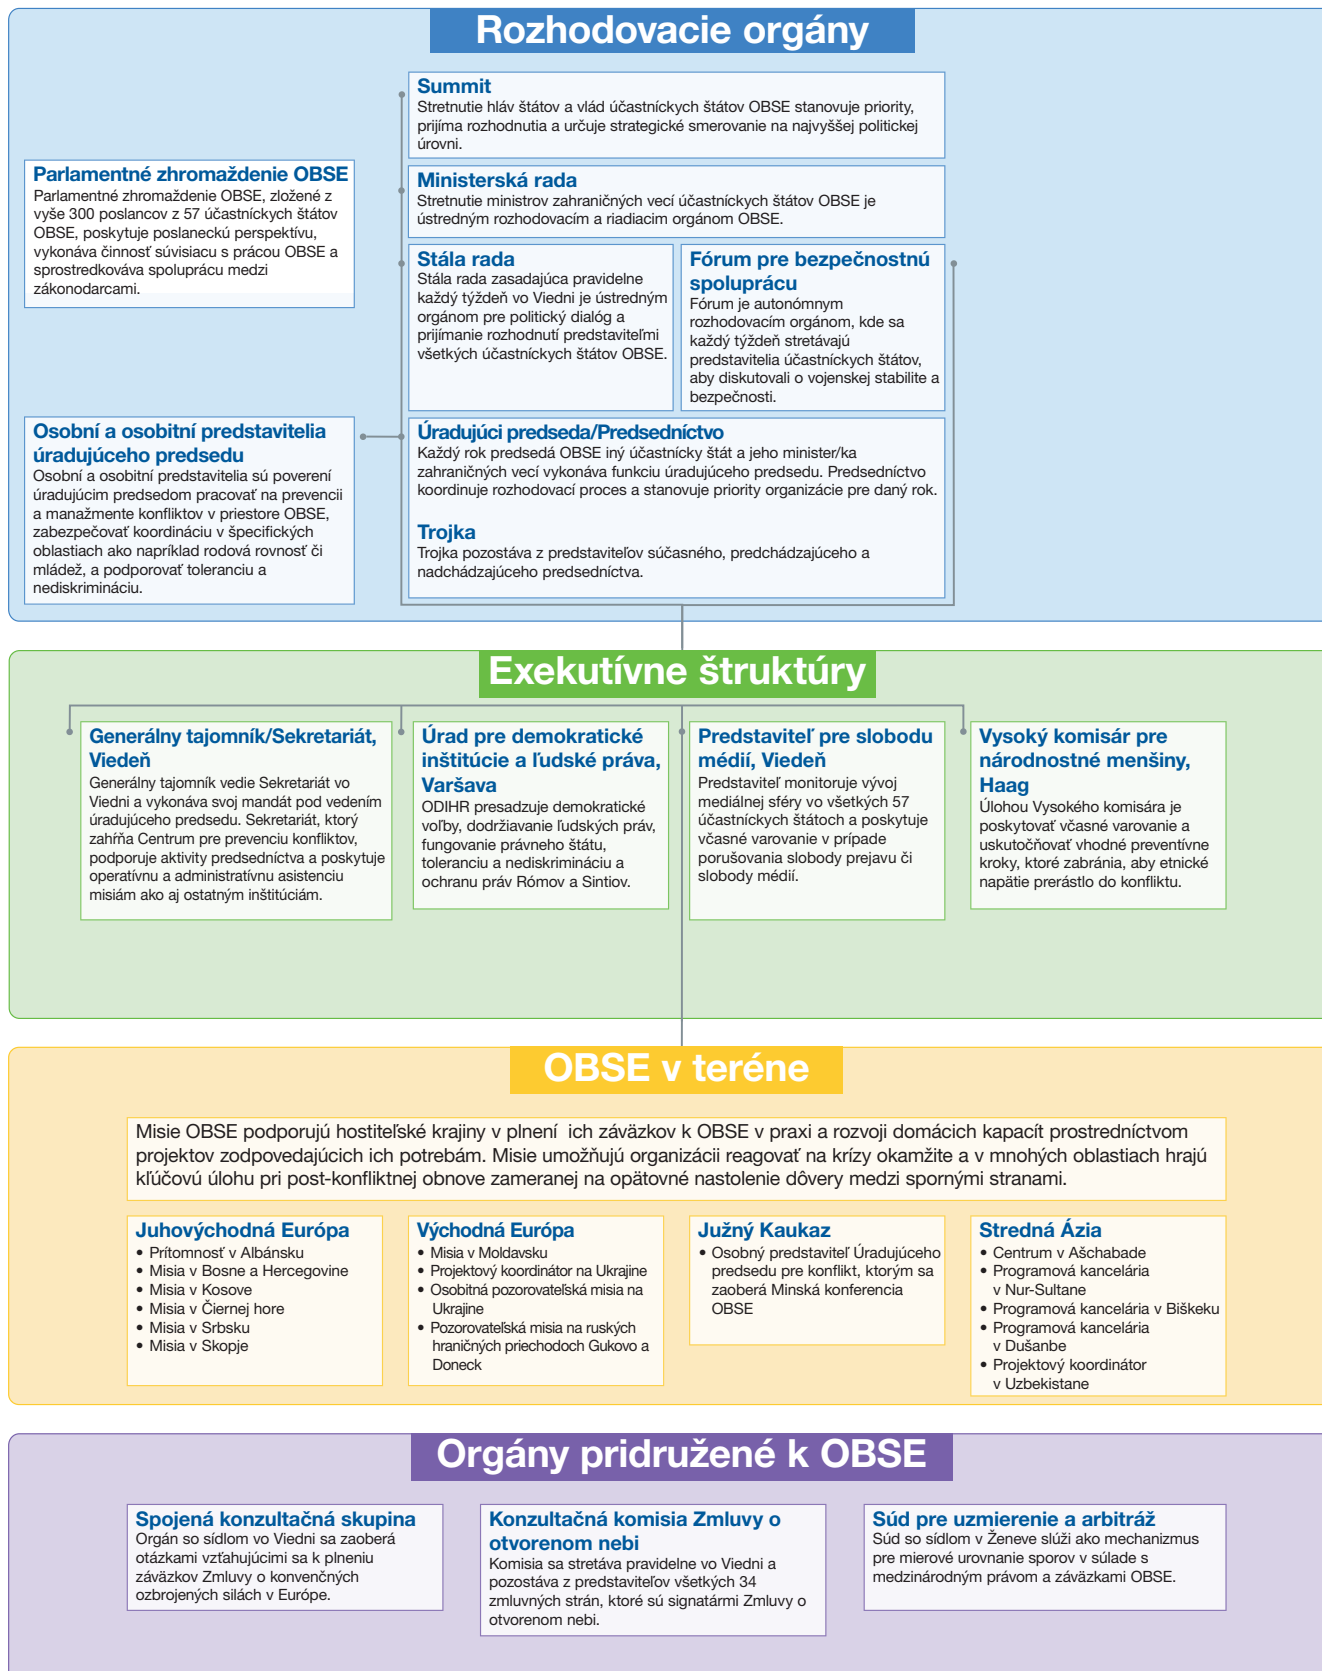 Rozhodovacie orgány
Summit
Stretnutie hláv štátov a vlád účastníckych štátov OBSE stanovuje priority,
prijíma rozhodnutia a určuje strategické smerovanie na najvyššej politickej
úrovni.
Parlamentné zhromaždenie OBSE
Parlamentné zhromaždenie OBSE, zložené z
vyše 300 poslancov z 57 účastníckych štátov
OBSE, poskytuje poslaneckú perspektívu,
vykonáva činnosť súvisiacu s prácou OBSE a
sprostredkováva spoluprácu medzi
zákonodarcami.
Ministerská rada
Stretnutie ministrov zahraničných vecí účastníckych štátov OBSE je
ústredným rozhodovacím a riadiacim orgánom OBSE.
Stála rada
Stála rada zasadajúca pravidelne
každý týždeň vo Viedni je ústredným
orgánom pre politický dialóg a
prijímanie rozhodnutí predstaviteľmi
všetkých účastníckych štátov OBSE.
Fórum pre bezpečnostnú
spoluprácu
Fórum je autonómnym
rozhodovacím orgánom, kde sa
každý týždeň stretávajú
predstavitelia účastníckych štátov,
aby diskutovali o vojenskej stabilite a
bezpečnosti.
Osobní a osobitní predstavitelia
úradujúceho predsedu
Osobní a osobitní predstavitelia sú poverení
úradujúcim predsedom pracovať na prevencii
a manažmente konfliktov v priestore OBSE,
zabezpečovať koordináciu v špecifických
oblastiach ako napríklad rodová rovnosť či
mládež, a podporovať toleranciu a
nediskrimináciu.
Úradujúci predseda/Predsedníctvo
Každý rok predsedá OBSE iný účastnícky štát a jeho minister/ka
zahraničných vecí vykonáva funkciu úradujúceho predsedu. Predsedníctvo
koordinuje rozhodovací proces a stanovuje priority organizácie pre daný rok.
Trojka
Trojka pozostáva z predstaviteľov súčasného, predchádzajúceho a
nadchádzajúceho predsedníctva.
Exekutívne štruktúry
Generálny tajomník/Sekretariát,
Viedeň
Generálny tajomník vedie Sekretariát vo
Viedni a vykonáva svoj mandát pod vedením
úradujúceho predsedu. Sekretariát, ktorý
zahŕňa Centrum pre prevenciu konfliktov,
podporuje aktivity predsedníctva a poskytuje
operatívnu a administratívnu asistenciu
misiám ako aj ostatným inštitúciám.
Úrad pre demokratické
inštitúcie a ľudské práva,
Varšava
ODIHR presadzuje demokratické
voľby, dodržiavanie ľudských práv,
fungovanie právneho štátu,
toleranciu a nediskrimináciu a
ochranu práv Rómov a Sintiov.
Predstaviteľ pre slobodu
médií, Viedeň
Predstaviteľ monitoruje vývoj
mediálnej sféry vo všetkých 57
účastníckych štátoch a poskytuje
včasné varovanie v prípade
porušovania slobody prejavu či
slobody médií.
Vysoký komisár pre
národnostné menšiny,
Haag
Úlohou Vysokého komisára je
poskytovať včasné varovanie a
uskutočňovať vhodné preventívne
kroky, ktoré zabránia, aby etnické
napätie prerástlo do konfliktu.
OBSE v teréne
Misie OBSE podporujú hostiteľské krajiny v plnení ich záväzkov k OBSE v praxi a rozvoji domácich kapacít prostredníctvom
projektov zodpovedajúcich ich potrebám. Misie umožňujú organizácii reagovať na krízy okamžite a v mnohých oblastiach hrajú
kľúčovú úlohu pri post-konfliktnej obnove zameranej na opätovné nastolenie dôvery medzi spornými stranami.
Juhovýchodná Európa
• Prítomnosť v Albánsku
• Misia v Bosne a Hercegovine
• Misia v Kosove
• Misia v Čiernej hore
• Misia v Srbsku
• Misia v Skopje
Východná Európa
• Misia v Moldavsku
• Projektový koordinátor na Ukrajine
• Osobitná pozorovateľská misia na
Ukrajine
• Pozorovateľská misia na ruských
hraničných priechodoch Gukovo a
Doneck
Južný Kaukaz
• Osobný predstaviteľ Úradujúceho
predsedu pre konflikt, ktorým sa
zaoberá Minská konferencia
OBSE
Stredná Ázia
• Centrum v Ašchabade
• Programová kancelária
v Nur-Sultane
• Programová kancelária v Biškeku
• Programová kancelária
v Dušanbe
• Projektový koordinátor
v Uzbekistane
Orgány pridružené k OBSE
Spojená konzultačná skupina
Orgán so sídlom vo Viedni sa zaoberá
otázkami vzťahujúcimi sa k plneniu
záväzkov Zmluvy o konvenčných
ozbrojených silách v Európe.
Konzultačná komisia Zmluvy o
otvorenom nebi
Komisia sa stretáva pravidelne vo Viedni a
pozostáva z predstaviteľov všetkých 34
zmluvných strán, ktoré sú signatármi Zmluvy o
otvorenom nebi.
Súd pre uzmierenie a arbitráž
Súd so sídlom v Ženeve slúži ako mechanizmus
pre mierové urovnanie sporov v súlade s
medzinárodným právom a záväzkami OBSE.